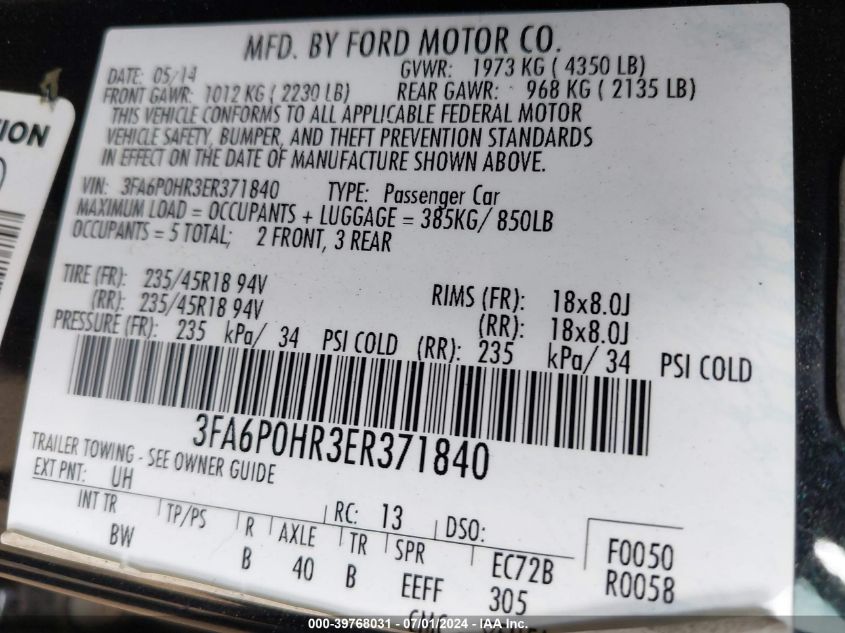 MFD. BY FORD MOTOR CO.
DATE: 05/14 GVWR: 1973 KG ( 4350 LB)
FRONT GAWR: 1012 KG ( 2230 LB) REAR GAWR: 968 KG ( 2135 LB)
THIS VEHICLE CONFORMS TO ALL APPLICABLE FEDERAL MOTOR
VEHICLE SAFETY, BUMPER, AND THEFT PREVENTION STANDARDS
IN EFFECT ON THE DATE OF MANUFACTURE SHOWN ABOVE.
VIN: 3FA6P0HR3ER371840 TYPE: Passenger Car
MAXIMUM LOAD = OCCUPANTS + LUGGAGE = 385KG/ 850LB
OCCUPANTS = 5 TOTAL; 2 FRONT, 3 REAR
TIRE (FR): 235/45R18 94V RIMS (FR): 18x8.0J
(RR): 235/45R18 94V (RR): 18x8.0J
PRESSURE (FR): 235 kPa/ 34 PSI COLD (RR): 235 kPa/ 34 PSI COLD
3FA6P0HR3ER371840
TRAILER TOWING - SEE OWNER GUIDE
EXT PNT: UH RC: 13 DSO: F0050
INT TR TP/PS R AXLE TR SPR EC72B R0058
BW B 40 B EEFF 305
000-39768031 - 07/01/2024 - IAA Inc.